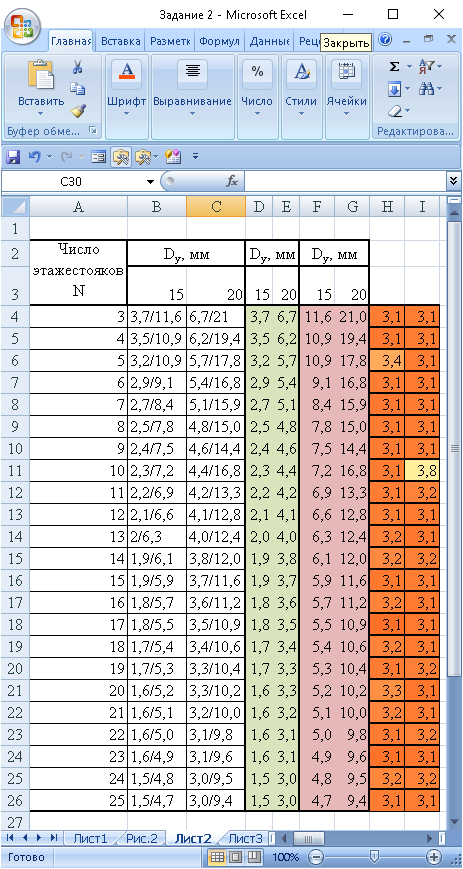 Задание 2 - Microsoft Excel
Главная Вставка Разметк Формул Данные Рец
Закрыть
Вставить Шрифт Выравнивание Число Стили Ячейки
Буфер обме... Редактирова...
C30 fx
A B C D E F G H I
1
2 Число Dy, мм Dy, мм Dy, мм
этажестояков
3 N 15 20 15 20 15 20
4 3 3,7/11,6 6,7/21 3,7 6,7 11,6 21,0 3,1 3,1
5 4 3,5/10,9 6,2/19,4 3,5 6,2 10,9 19,4 3,1 3,1
6 5 3,2/10,9 5,7/17,8 3,2 5,7 10,9 17,8 3,4 3,1
7 6 2,9/9,1 5,4/16,8 2,9 5,4 9,1 16,8 3,1 3,1
8 7 2,7/8,4 5,1/15,9 2,7 5,1 8,4 15,9 3,1 3,1
9 8 2,5/7,8 4,8/15,0 2,5 4,8 7,8 15,0 3,1 3,1
10 9 2,4/7,5 4,6/14,4 2,4 4,6 7,5 14,4 3,1 3,1
11 10 2,3/7,2 4,4/16,8 2,3 4,4 7,2 16,8 3,1 3,8
12 11 2,2/6,9 4,2/13,3 2,2 4,2 6,9 13,3 3,1 3,2
13 12 2,1/6,6 4,1/12,8 2,1 4,1 6,6 12,8 3,1 3,1
14 13 2/6,3 4,0/12,4 2,0 4,0 6,3 12,4 3,2 3,1
15 14 1,9/6,1 3,8/12,0 1,9 3,8 6,1 12,0 3,2 3,2
16 15 1,9/5,9 3,7/11,6 1,9 3,7 5,9 11,6 3,1 3,1
17 16 1,8/5,7 3,6/11,2 1,8 3,6 5,7 11,2 3,2 3,1
18 17 1,8/5,5 3,5/10,9 1,8 3,5 5,5 10,9 3,1 3,1
19 18 1,7/5,4 3,4/10,6 1,7 3,4 5,4 10,6 3,2 3,1
20 19 1,7/5,3 3,3/10,4 1,7 3,3 5,3 10,4 3,1 3,2
21 20 1,6/5,2 3,3/10,2 1,6 3,3 5,2 10,2 3,3 3,1
22 21 1,6/5,1 3,2/10,0 1,6 3,2 5,1 10,0 3,2 3,1
23 22 1,6/5,0 3,1/9,8 1,6 3,1 5,0 9,8 3,1 3,2
24 23 1,6/4,9 3,1/9,6 1,6 3,1 4,9 9,6 3,1 3,1
25 24 1,5/4,8 3,0/9,5 1,5 3,0 4,8 9,5 3,2 3,2
26 25 1,5/4,7 3,0/9,4 1,5 3,0 4,7 9,4 3,1 3,1
27
Лист1 Рис.2 Лист2 Лист3
Готово 100%